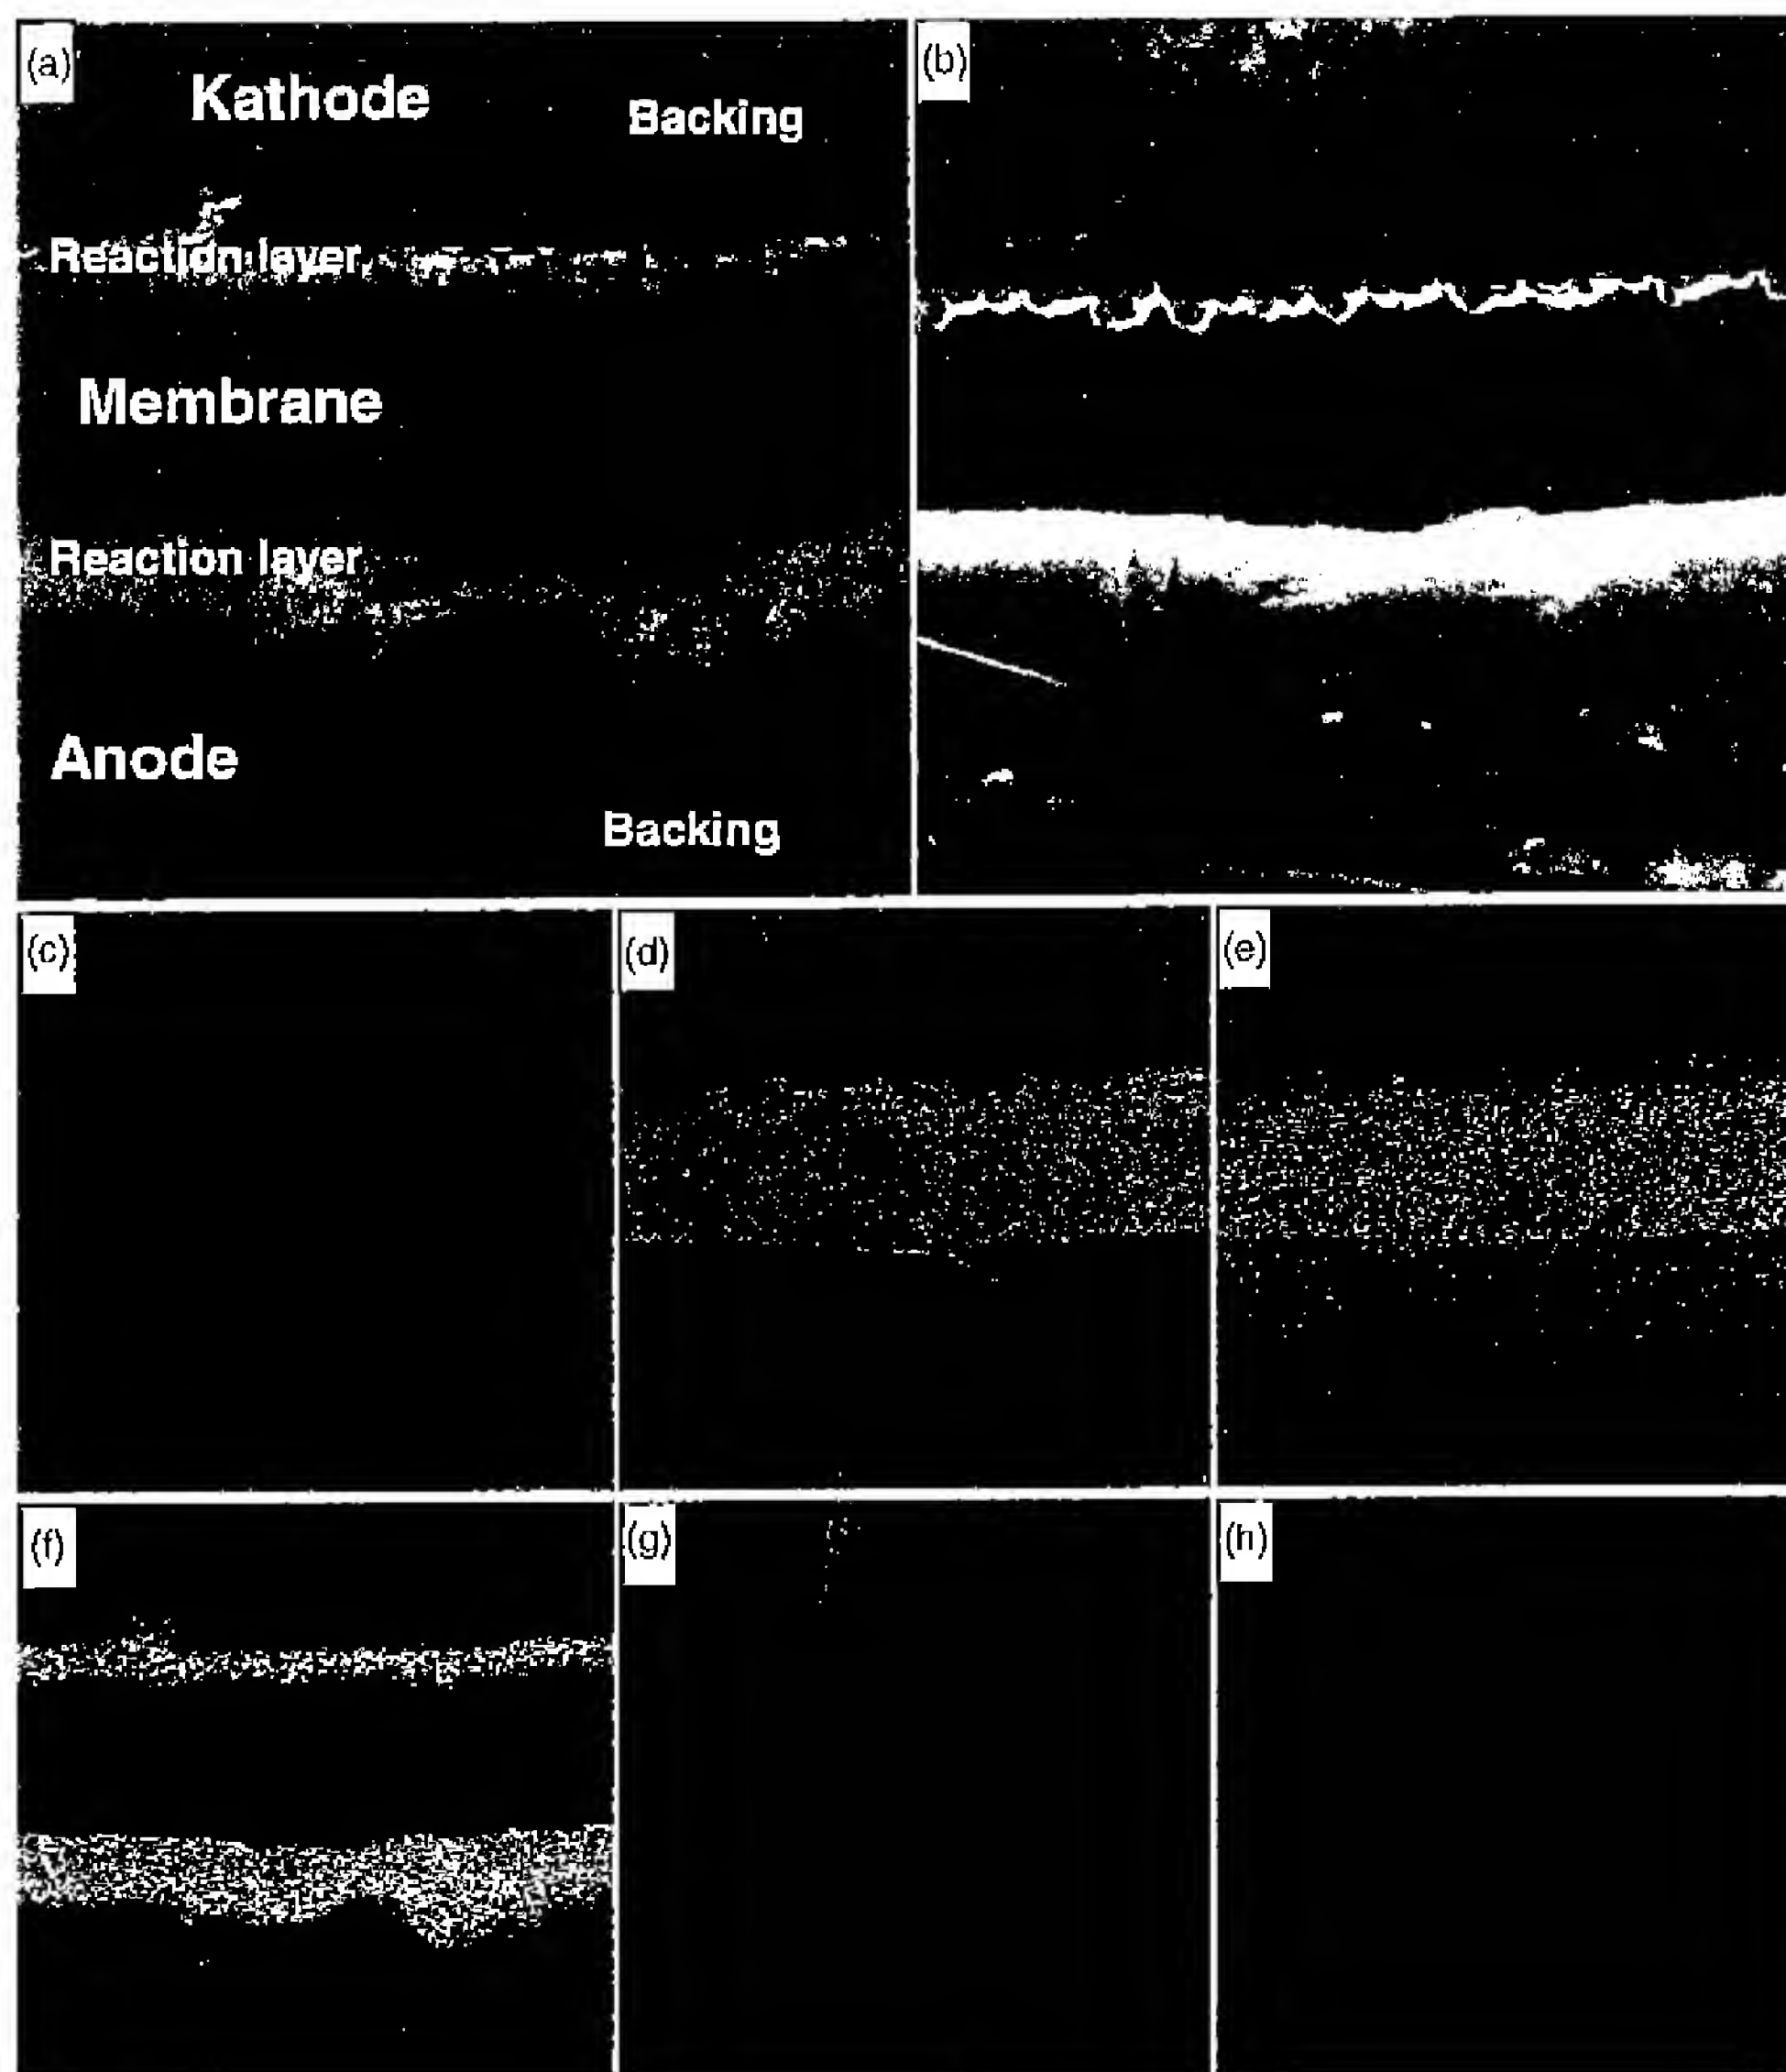 (a)
Kathode
Backing
Reaction layer
Membrane
Reaction layer
Anode
Backing
(b)
(c)
(d)
(e)
(f)
(g)
(h)